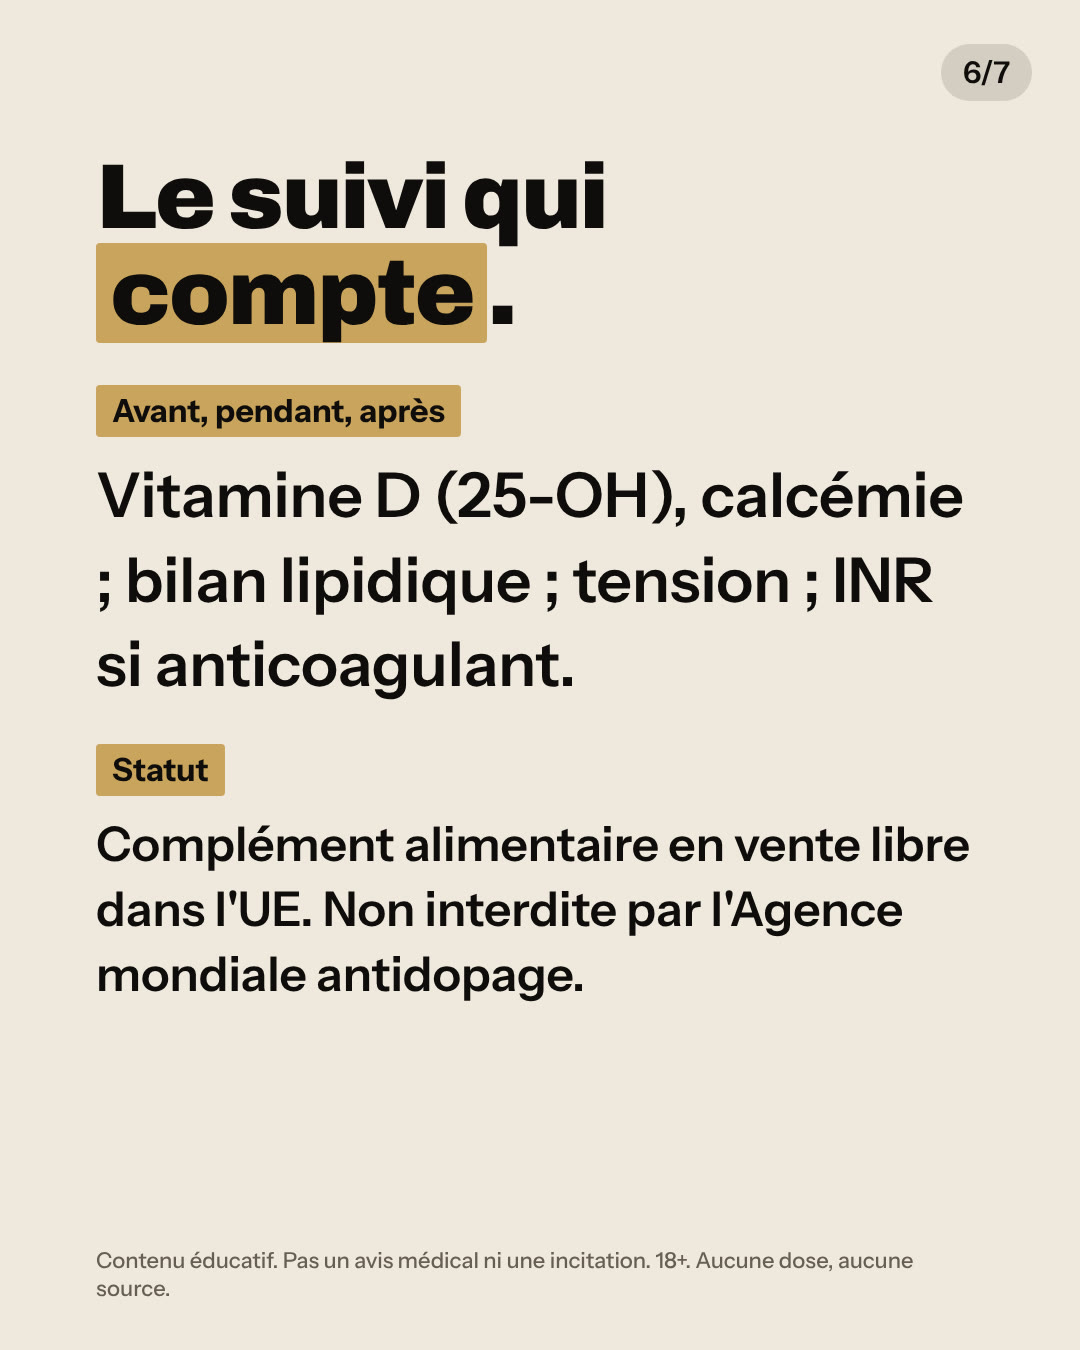 6/7
Le suivi qui
compte.
Avant, pendant, après
Vitamine D (25-OH), calcémie
; bilan lipidique ; tension ; INR
si anticoagulant.
Statut
Complément alimentaire en vente libre
dans l'UE. Non interdite par l'Agence
mondiale antidopage.
Contenu éducatif. Pas un avis médical ni une incitation. 18+. Aucune dose, aucune
source.